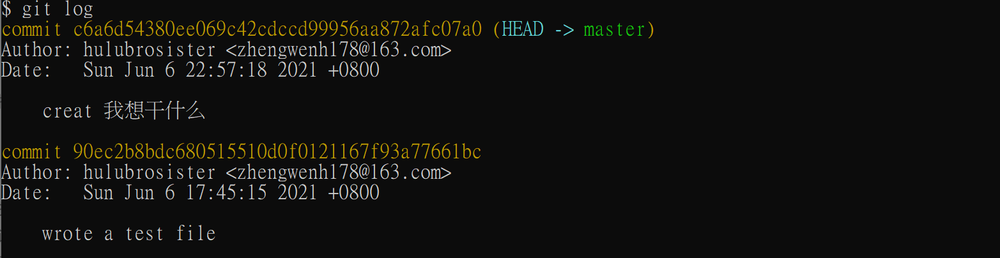 $ git log
commit c6a6d54380ee069c42cdccd99956aa872afc07a0 (HEAD -> master)
Author: hulubrosister <zhengwenh178@163.com>
Date:   Sun Jun 6 22:57:18 2021 +0800
creat 我想干什么
commit 90ec2b8bdc680515510d0f0121167f93a77661bc
Author: hulubrosister <zhengwenh178@163.com>
Date:   Sun Jun 6 17:45:15 2021 +0800
wrote a test file